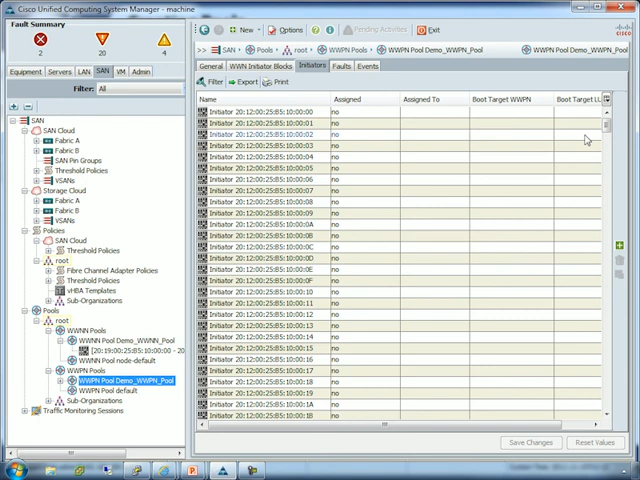 Cisco Unified Computing System Manager - machine
Fault Summary
2 20 4
New Options Pending Activities Exit
>> SAN Pools root WWPN Pools WWPN Pool Demo_WWPN_Pool WWPN Pool Demo_WWPN_Pool
cisco
Equipment Servers LAN SAN VM Admin
Filter: All
General WWN Initiator Blocks Initiators Faults Events
Filter Export Print
Name Assigned Assigned To Boot Target WWPN Boot Target LU
Initiator 20:12:00:25:B5:10:00:00 no
Initiator 20:12:00:25:B5:10:00:01 no
Initiator 20:12:00:25:B5:10:00:02 no
Initiator 20:12:00:25:B5:10:00:03 no
Initiator 20:12:00:25:B5:10:00:04 no
Initiator 20:12:00:25:B5:10:00:05 no
Initiator 20:12:00:25:B5:10:00:06 no
Initiator 20:12:00:25:B5:10:00:07 no
Initiator 20:12:00:25:B5:10:00:08 no
Initiator 20:12:00:25:B5:10:00:09 no
Initiator 20:12:00:25:B5:10:00:0A no
Initiator 20:12:00:25:B5:10:00:0B no
Initiator 20:12:00:25:B5:10:00:0C no
Initiator 20:12:00:25:B5:10:00:0D no
Initiator 20:12:00:25:B5:10:00:0E no
Initiator 20:12:00:25:B5:10:00:0F no
Initiator 20:12:00:25:B5:10:00:10 no
Initiator 20:12:00:25:B5:10:00:11 no
Initiator 20:12:00:25:B5:10:00:12 no
Initiator 20:12:00:25:B5:10:00:13 no
Initiator 20:12:00:25:B5:10:00:14 no
Initiator 20:12:00:25:B5:10:00:15 no
Initiator 20:12:00:25:B5:10:00:16 no
Initiator 20:12:00:25:B5:10:00:17 no
Initiator 20:12:00:25:B5:10:00:18 no
Initiator 20:12:00:25:B5:10:00:19 no
Initiator 20:12:00:25:B5:10:00:1A no
Initiator 20:12:00:25:B5:10:00:1B no
SAN
SAN Cloud
Fabric A
Fabric B
SAN Pin Groups
Threshold Policies
VSANs
Storage Cloud
Fabric A
Fabric B
VSANs
Policies
SAN Cloud
Threshold Policies
root
Fibre Channel Adapter Policies
Threshold Policies
vHBA Templates
Sub-Organizations
Pools
root
WWNN Pools
WWNN Pool Demo_WWNN_Pool
[20:19:00:25:B5:10:00:00 - 20
WWNN Pool node-default
WWPN Pools
WWPN Pool Demo_WWPN_Pool
WWPN Pool default
Sub-Organizations
Traffic Monitoring Sessions
Save Changes Reset Values